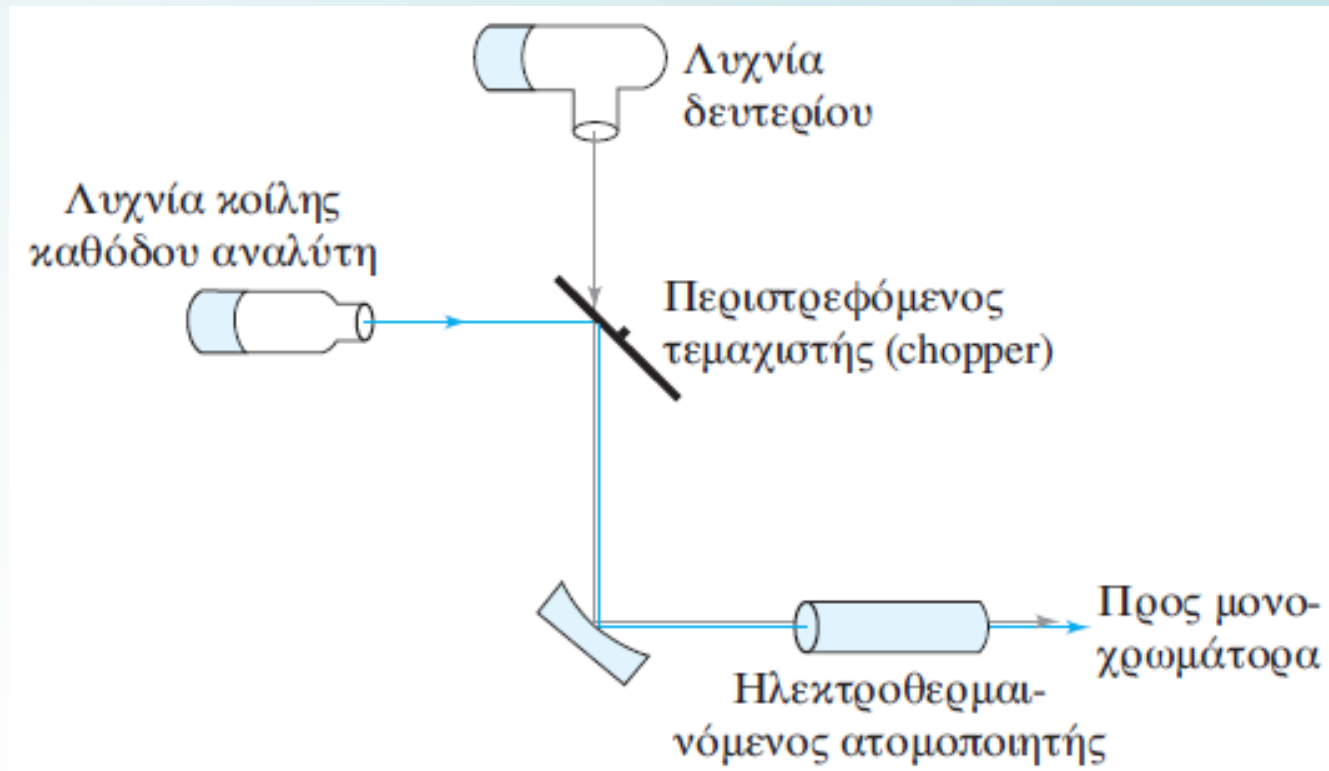 Λυχνία
δευτερίου
Λυχνία κοίλης
καθόδου αναλύτη
Περιστρεφόμενος
τεμαχιστής (chopper)
Προς μονο-
χρωμάτορα
Ηλεκτροθερμαι-
νόμενος ατομοποιητής